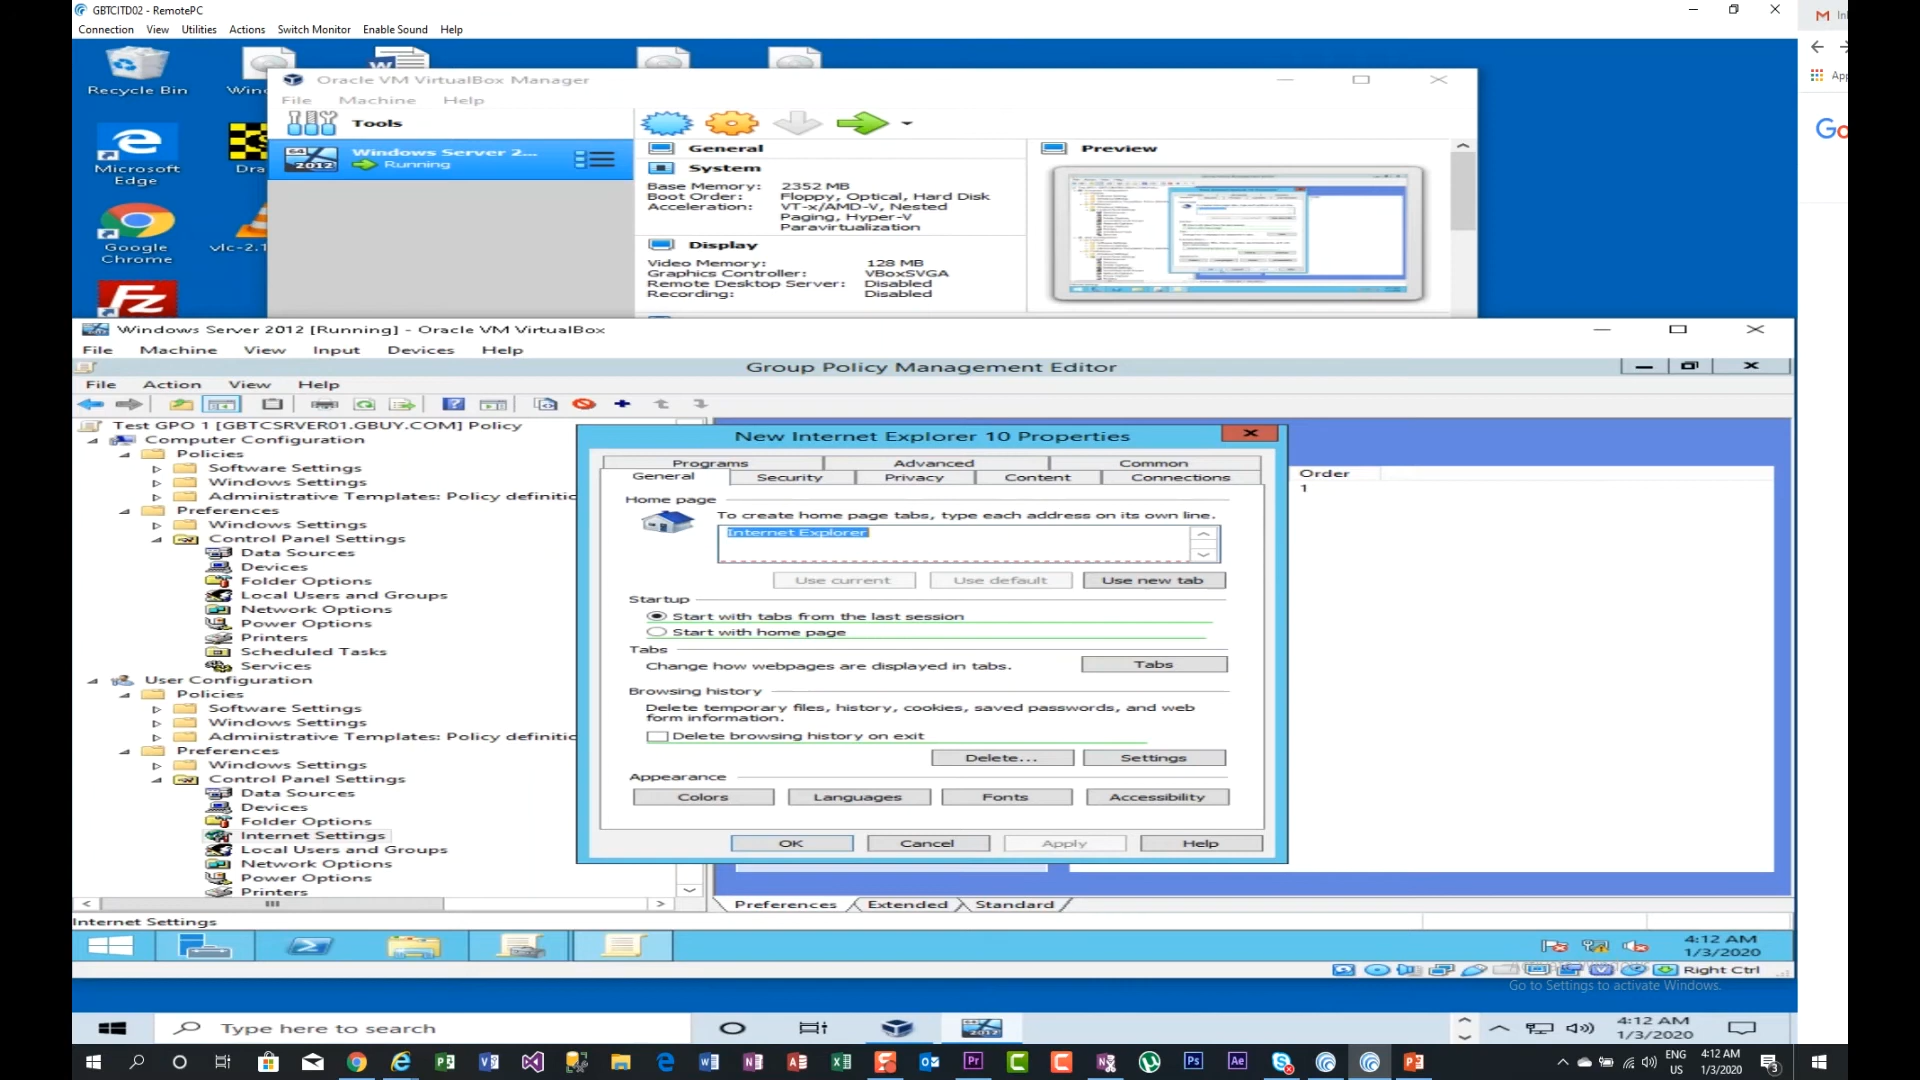 GBTCITD02 - RemotePC
Connection View Utilities Actions Switch Monitor Enable Sound Help
Recycle Bin
Microsoft Edge
Dra
Google Chrome
vlc-2.1
Oracle VM VirtualBox Manager
File Machine Help
Tools
Windows Server 2...
Running
General
System
Base Memory: 2352 MB
Boot Order: Floppy, Optical, Hard Disk
Acceleration: VT-x/AMD-V, Nested
Paging, Hyper-V
Paravirtualization
Display
Video Memory: 128 MB
Graphics Controller: VBoxSVGA
Remote Desktop Server: Disabled
Recording: Disabled
Preview
Windows Server 2012 [Running] - Oracle VM VirtualBox
File Machine View Input Devices Help
Group Policy Management Editor
File Action View Help
Test GPO 1 [GBTCSRVER01.GBUY.COM] Policy
Computer Configuration
Policies
Software Settings
Windows Settings
Administrative Templates: Policy definitio
Preferences
Windows Settings
Control Panel Settings
Data Sources
Devices
Folder Options
Local Users and Groups
Network Options
Power Options
Printers
Scheduled Tasks
Services
User Configuration
Policies
Software Settings
Windows Settings
Administrative Templates: Policy definitio
Preferences
Windows Settings
Control Panel Settings
Data Sources
Devices
Folder Options
Internet Settings
Local Users and Groups
Network Options
Power Options
Printers
New Internet Explorer 10 Properties
Programs Advanced Common
General Security Privacy Content Connections
Home page
To create home page tabs, type each address on its own line.
Internet Explorer
Use current Use default Use new tab
Startup
Start with tabs from the last session
Start with home page
Tabs
Change how webpages are displayed in tabs. Tabs
Browsing history
Delete temporary files, history, cookies, saved passwords, and web
form information.
Delete browsing history on exit
Delete... Settings
Appearance
Colors Languages Fonts Accessibility
OK Cancel Apply Help
Order
1
Preferences Extended Standard
Internet Settings
4:12 AM
1/3/2020
Right Ctrl
Go to Settings to activate Windows.
Type here to search
4:12 AM
1/3/2020
ENG
US
4:12 AM
1/3/2020